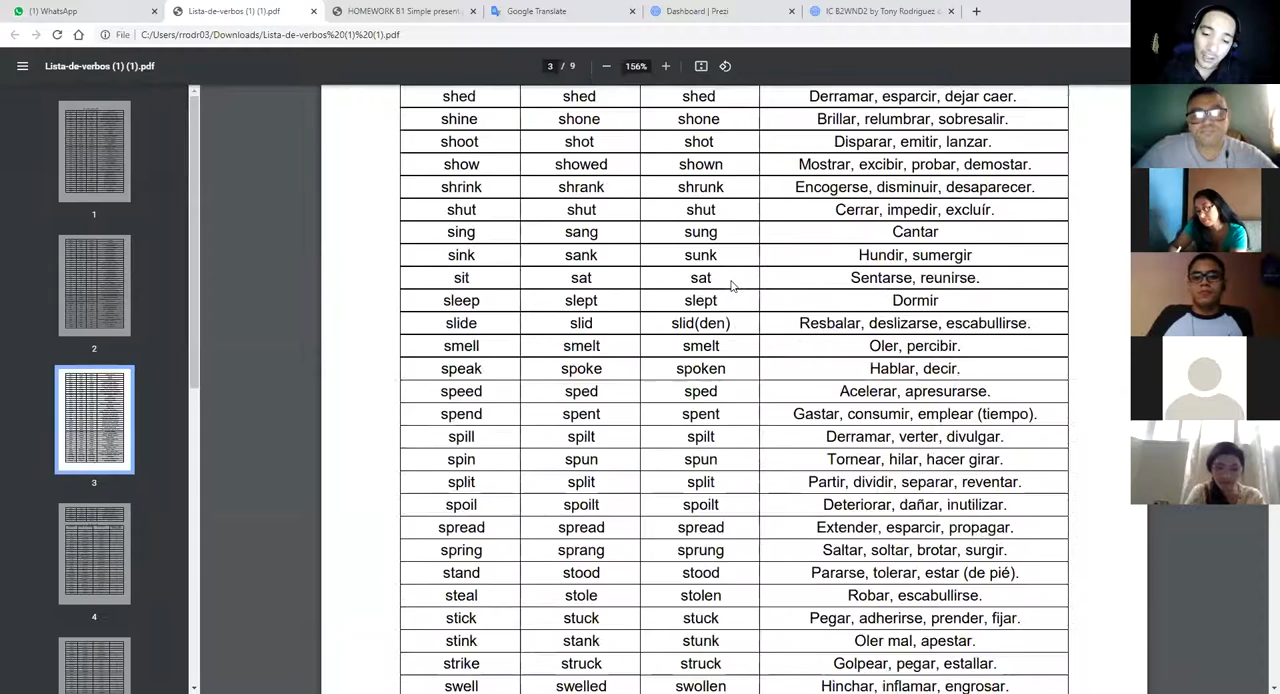 (1) WhatsApp
Lista-de-verbos (1) (1).pdf
HOMEWORK B1 Simple present
Google Translate
Dashboard | Prezi
IC B2WND2 by Tony Rodriguez
File C:/Users/rrodr03/Downloads/Lista-de-verbos%20(1)%20(1).pdf
Lista-de-verbos (1) (1).pdf
3 / 9
156%
1
2
3
4
shed shed shed Derramar, esparcir, dejar caer.
shine shone shone Brillar, relumbrar, sobresalir.
shoot shot shot Disparar, emitir, lanzar.
show showed shown Mostrar, excibir, probar, demostar.
shrink shrank shrunk Encogerse, disminuir, desaparecer.
shut shut shut Cerrar, impedir, excluír.
sing sang sung Cantar
sink sank sunk Hundir, sumergir
sit sat sat Sentarse, reunirse.
sleep slept slept Dormir
slide slid slid(den) Resbalar, deslizarse, escabullirse.
smell smelt smelt Oler, percibir.
speak spoke spoken Hablar, decir.
speed sped sped Acelerar, apresurarse.
spend spent spent Gastar, consumir, emplear (tiempo).
spill spilt spilt Derramar, verter, divulgar.
spin spun spun Tornear, hilar, hacer girar.
split split split Partir, dividir, separar, reventar.
spoil spoilt spoilt Deteriorar, dañar, inutilizar.
spread spread spread Extender, esparcir, propagar.
spring sprang sprung Saltar, soltar, brotar, surgir.
stand stood stood Pararse, tolerar, estar (de pié).
steal stole stolen Robar, escabullirse.
stick stuck stuck Pegar, adherirse, prender, fijar.
stink stank stunk Oler mal, apestar.
strike struck struck Golpear, pegar, estallar.
swell swelled swollen Hinchar, inflamar, engrosar.